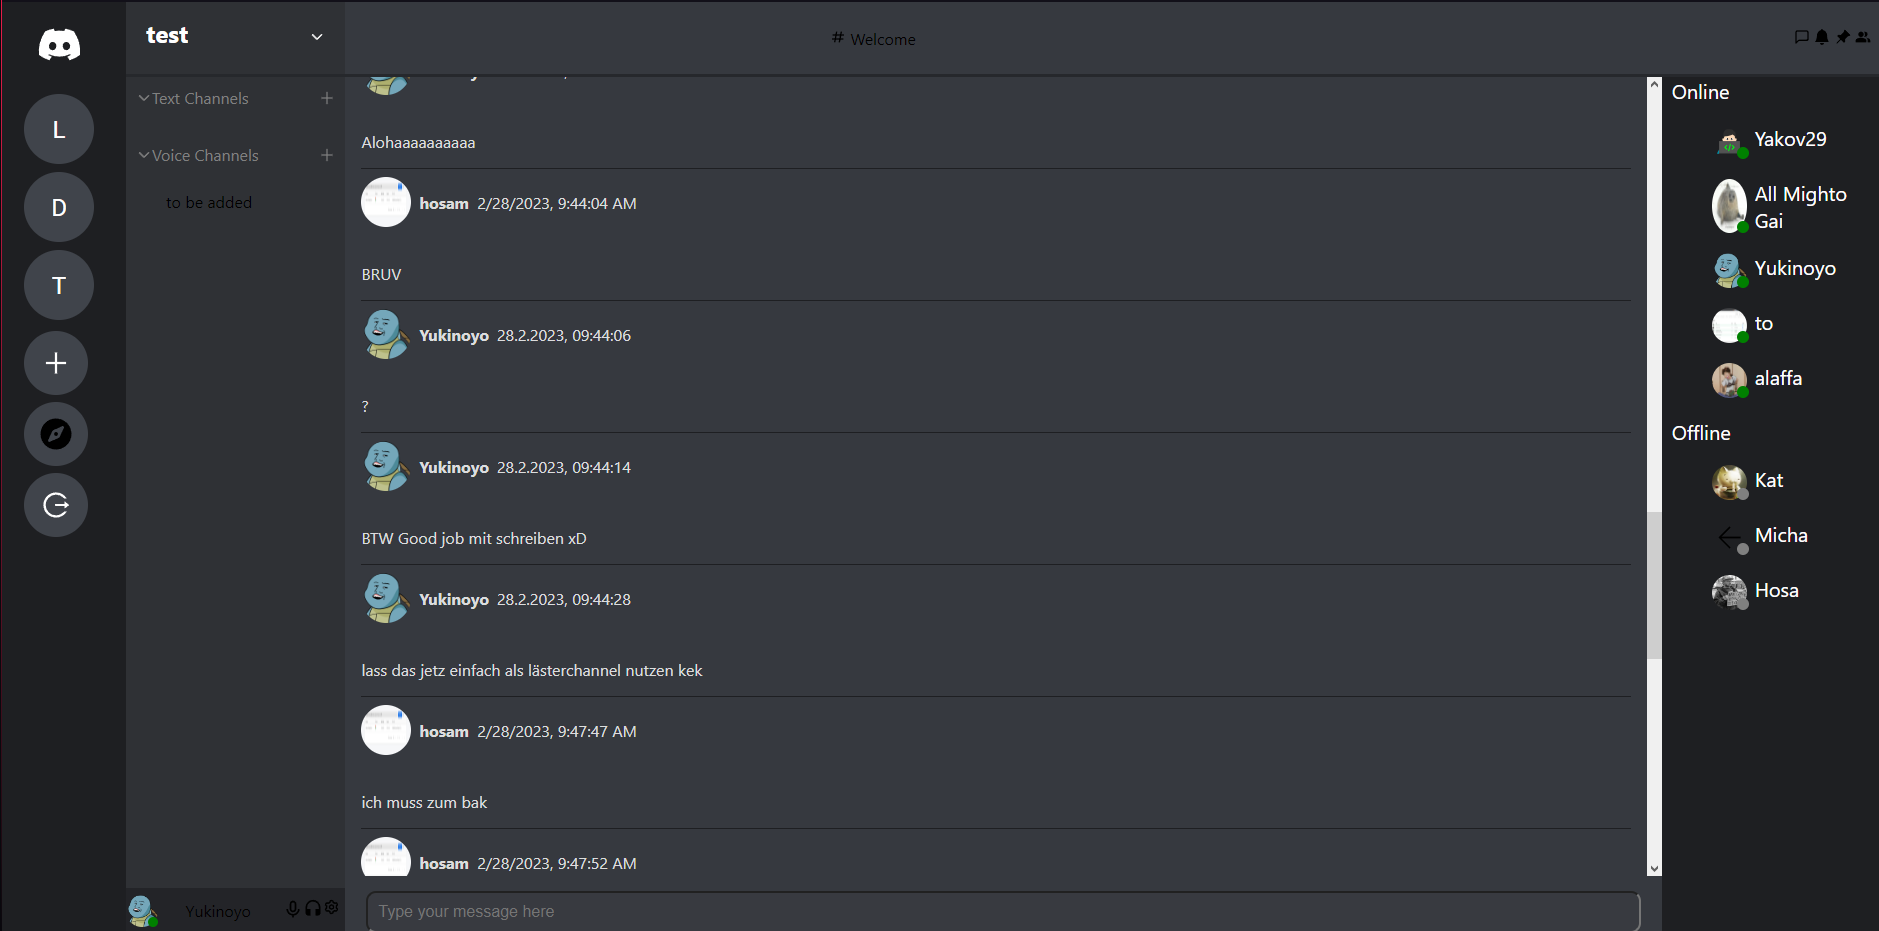 test
# Welcome
L
D
T
Text Channels
Voice Channels
to be added
Yukinoyo
Alohaaaaaaaaaa
hosam 2/28/2023, 9:44:04 AM
BRUV
Yukinoyo 28.2.2023, 09:44:06
?
Yukinoyo 28.2.2023, 09:44:14
BTW Good job mit schreiben xD
Yukinoyo 28.2.2023, 09:44:28
lass das jetz einfach als lästerchannel nutzen kek
hosam 2/28/2023, 9:47:47 AM
ich muss zum bak
hosam 2/28/2023, 9:47:52 AM
Type your message here
Online
Yakov29
All Mighto
Gai
Yukinoyo
to
alaffa
Offline
Kat
Micha
Hosa